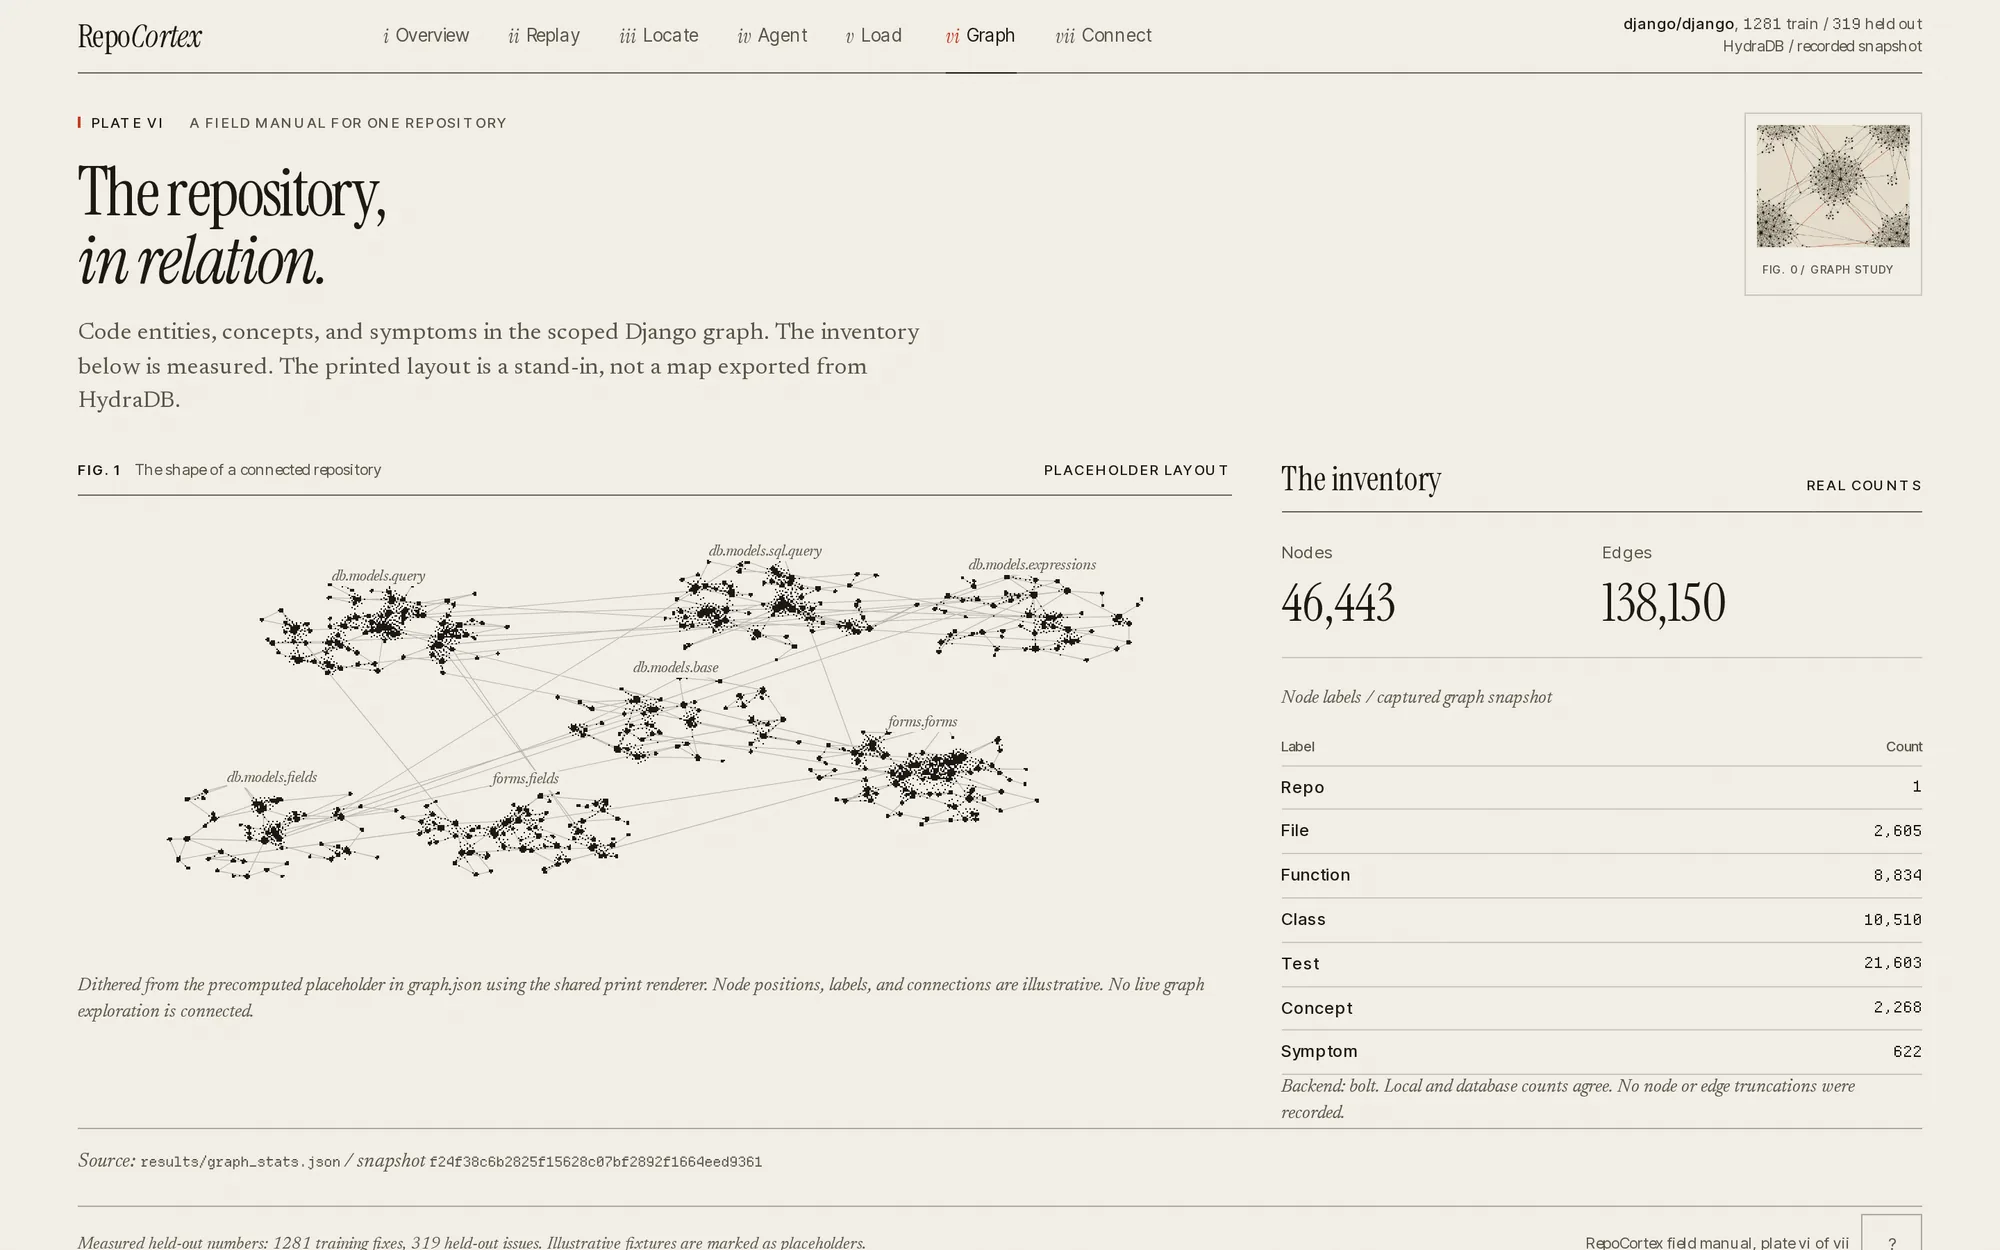 RepoCortex
i Overview
ii Replay
iii Locate
iv Agent
v Load
vi Graph
vii Connect
django/django, 1281 train / 319 held out
HydraDB / recorded snapshot
PLATE VI A FIELD MANUAL FOR ONE REPOSITORY
The repository,
in relation.
Code entities, concepts, and symptoms in the scoped Django graph. The inventory
below is measured. The printed layout is a stand-in, not a map exported from
HydraDB.
FIG. 0 / GRAPH STUDY
FIG. 1 The shape of a connected repository
PLACEHOLDER LAYOUT
db.models.query
db.models.sql.query
db.models.expressions
db.models.base
forms.forms
db.models.fields
forms.fields
Dithered from the precomputed placeholder in graph.json using the shared print renderer. Node positions, labels, and connections are illustrative. No live graph
exploration is connected.
The inventory
REAL COUNTS
Nodes
Edges
46,443
138,150
Node labels / captured graph snapshot
Label Count
Repo 1
File 2,605
Function 8,834
Class 10,510
Test 21,603
Concept 2,268
Symptom 622
Backend: bolt. Local and database counts agree. No node or edge truncations were
recorded.
Source: results/graph_stats.json / snapshot f24f38c6b2825f15628c07bf2892f1664eed9361
Measured held-out numbers: 1281 training fixes, 319 held-out issues. Illustrative fixtures are marked as placeholders.
RepoCortex field manual, plate vi of vii
?